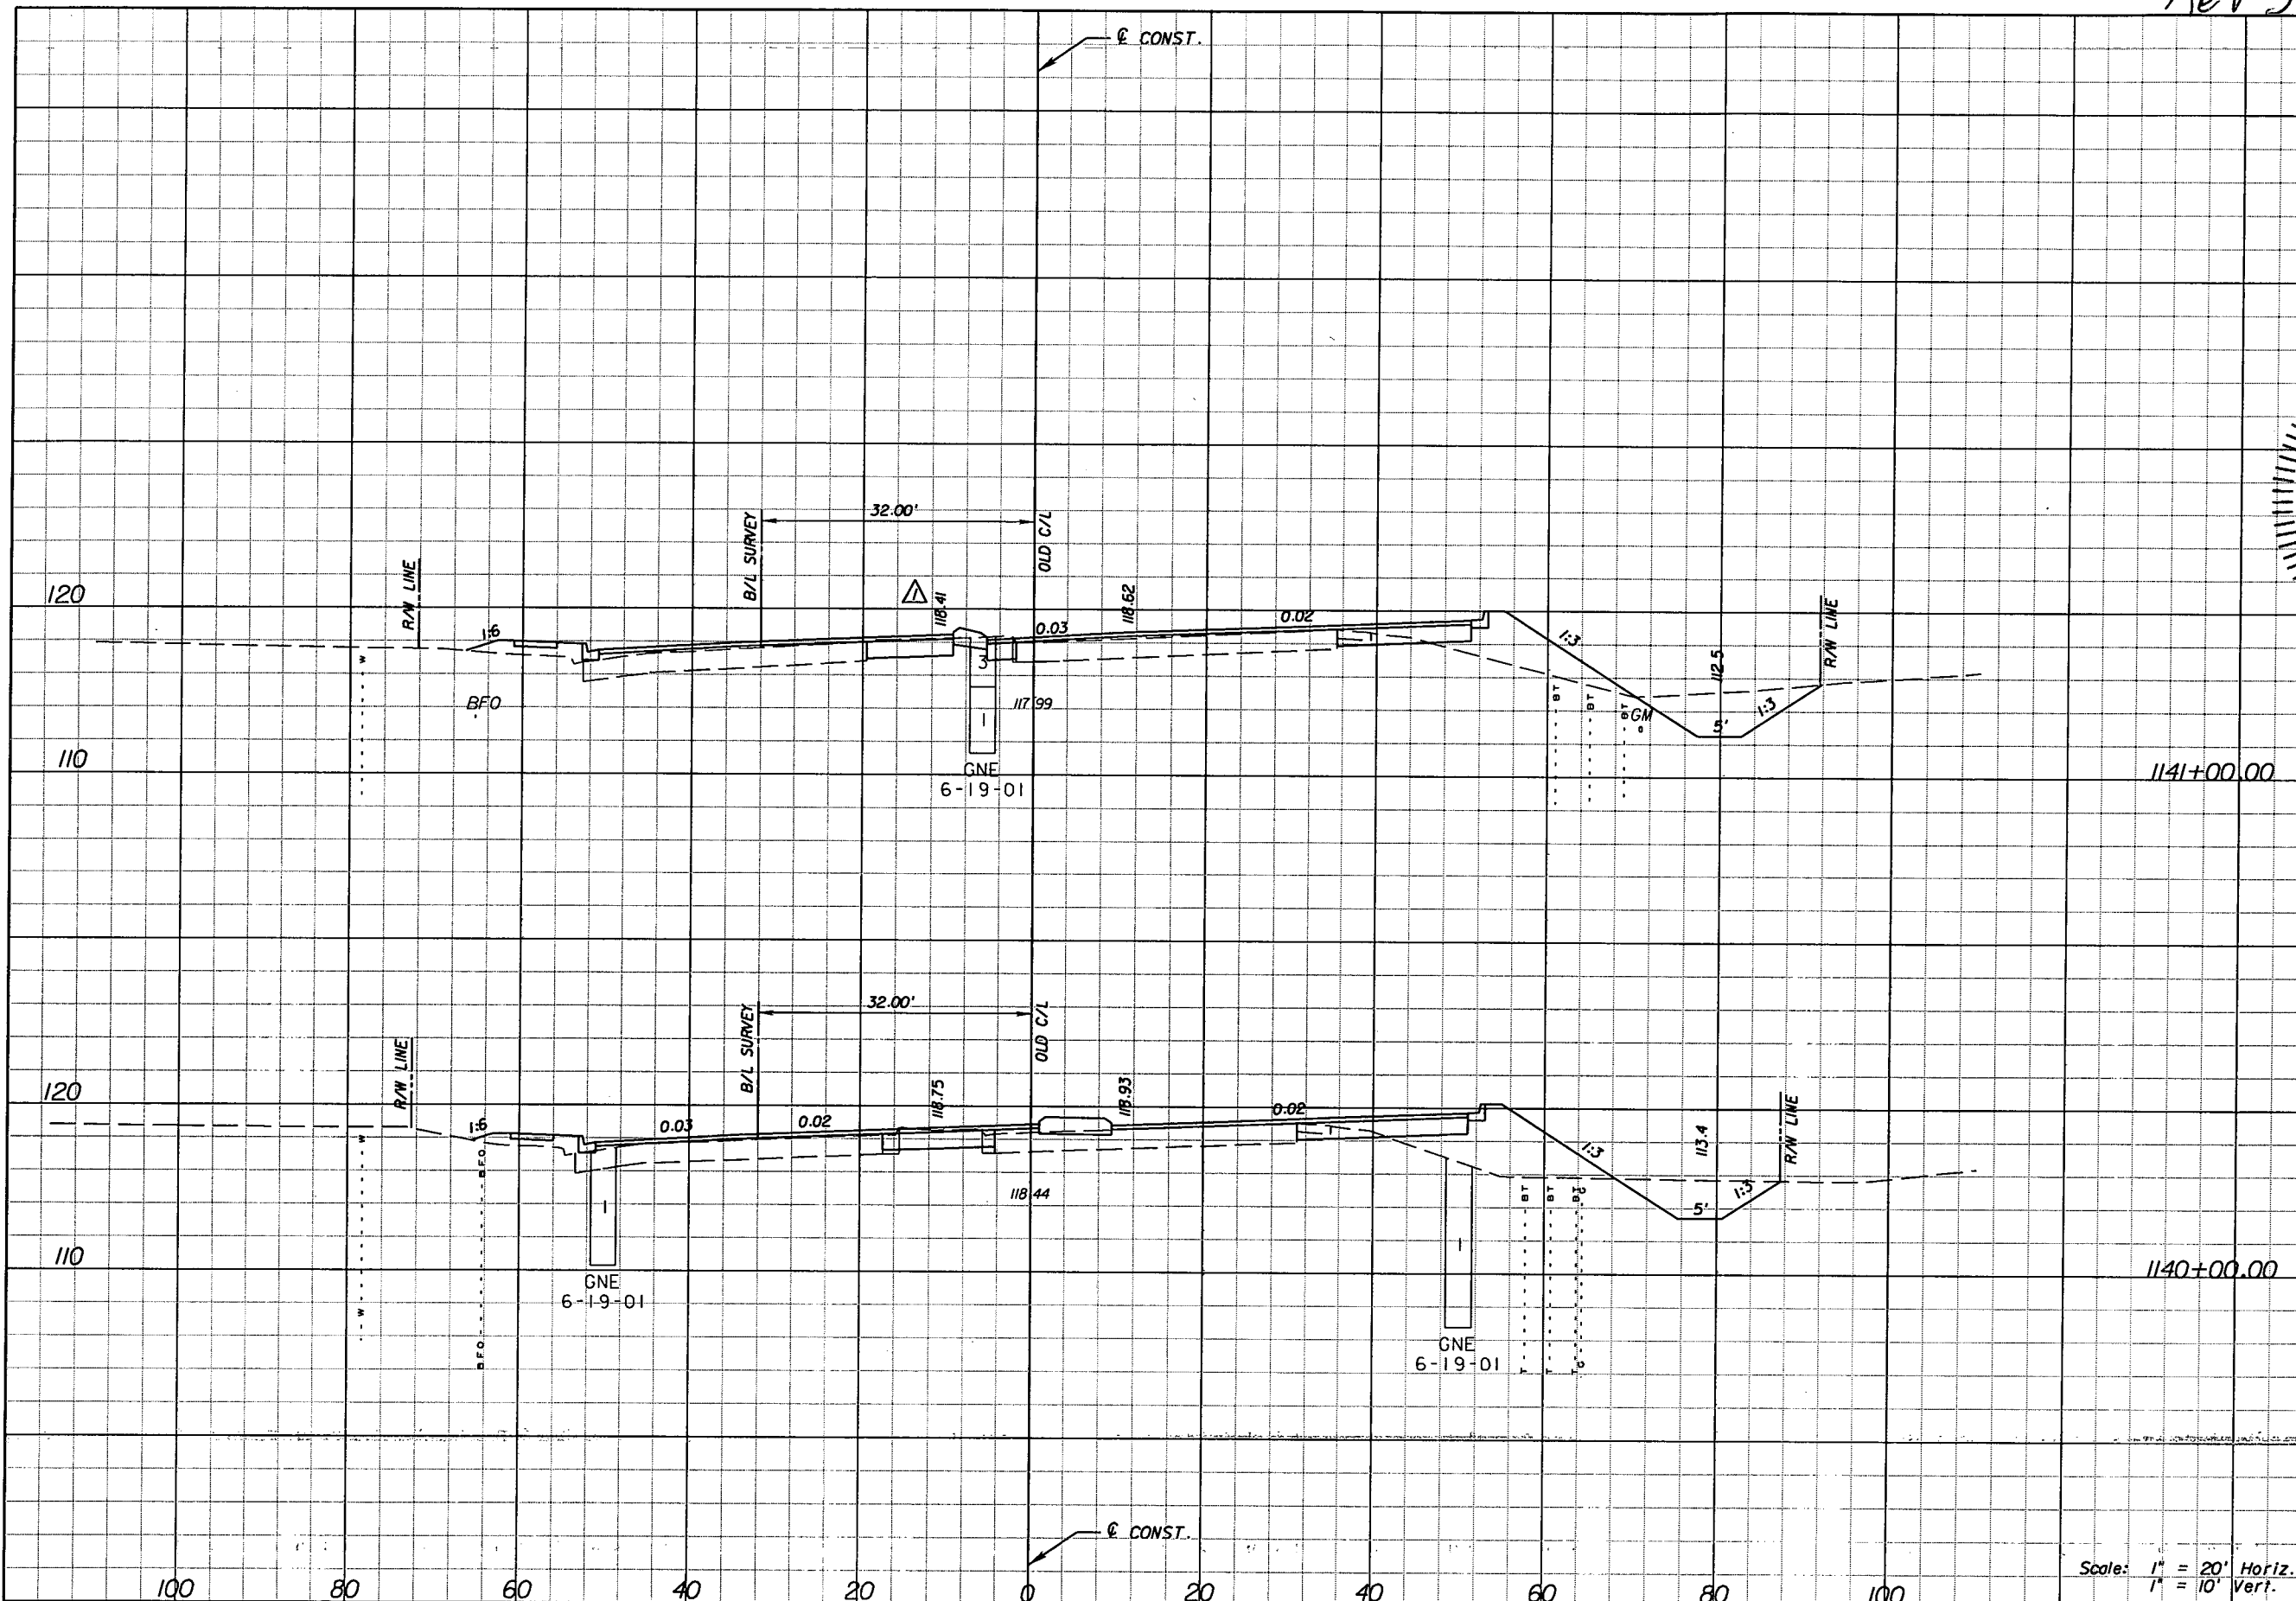 Rev
℄ CONST.
32.00'
B/L SURVEY
OLD C/L
R/W LINE
120
1:6
118.41
0.03
118.62
0.02
1:3
112.5
R/W LINE
W
BFO
3
1
117.99
BT
BT
BT
GM
5'
1:3
110
GNE
6-19-01
1141+00.00
32.00'
B/L SURVEY
OLD C/L
R/W LINE
120
1:6
0.03
0.02
118.75
118.93
0.02
1:3
113.4
R/W LINE
W
BFO
1
118.44
1
BT
BT
BT
G
5'
1:3
110
GNE
6-19-01
W
BFO
GNE
6-19-01
T
T
T
G
1140+00.00
℄ CONST.
100 80 60 40 20 0 20 40 60 80 100
Scale: 1" = 20' Horiz.
1" = 10' Vert.